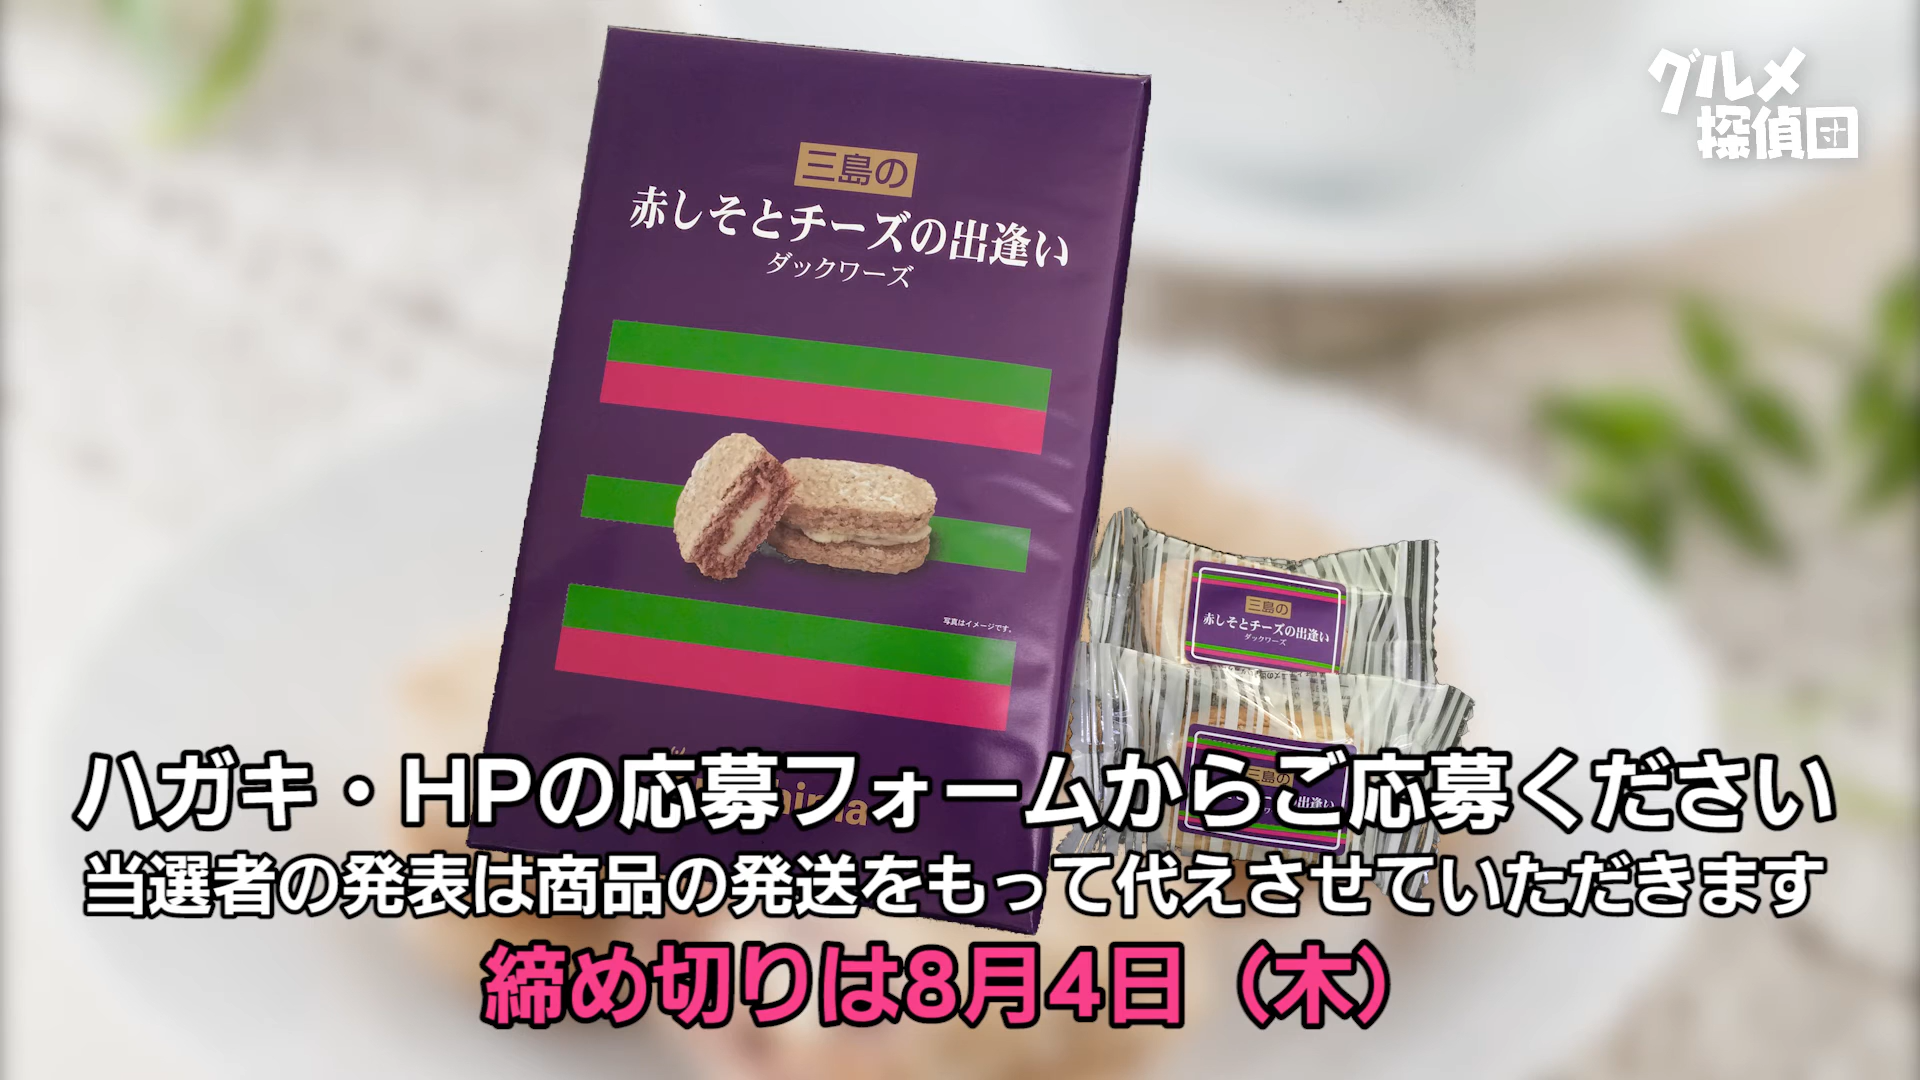 グルメ
探偵団
三島の
赤しそとチーズの出逢い
ダックワーズ
写真はイメージです。
三島の
赤しそとチーズの出逢い
ダックワーズ
三島の
ハガキ・HPの応募フォームからご応募ください
当選者の発表は商品の発送をもって代えさせていただきます
締め切りは8月4日（木）